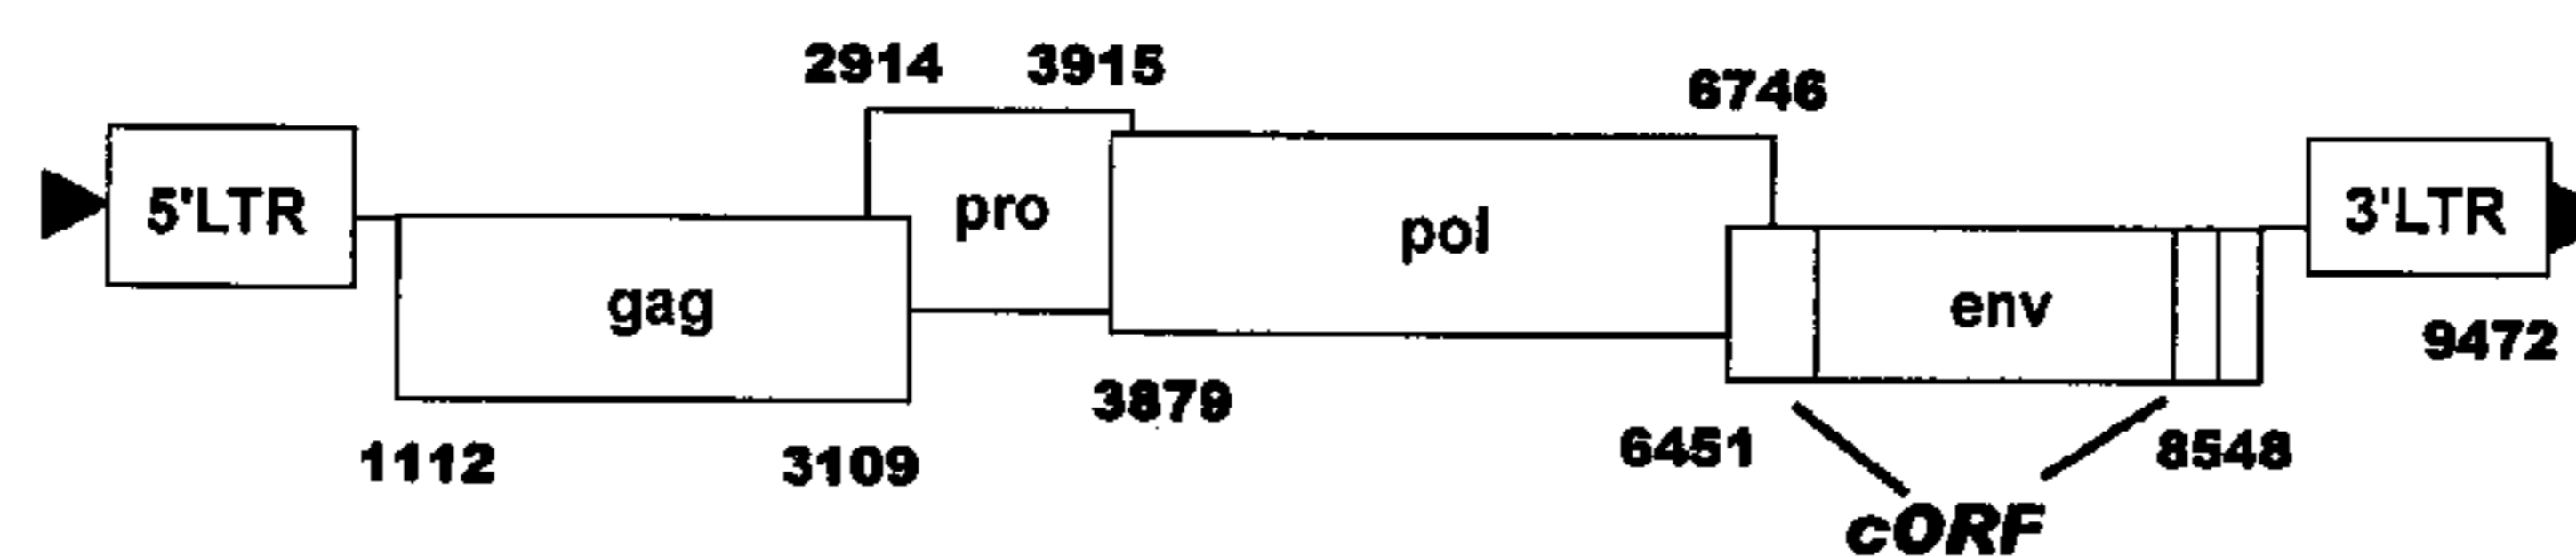 2914 3915 6746
5'LTR gag pro pol env 3'LTR
1112 3109 3879 6451 8548 9472
cORF